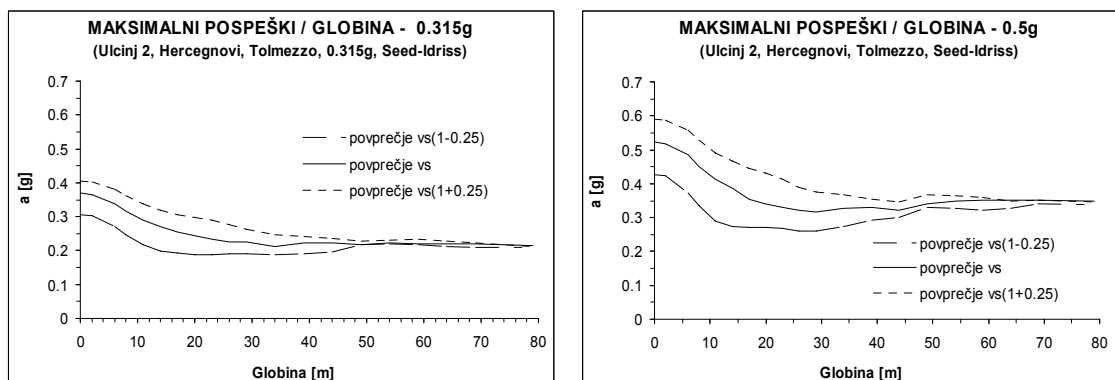 MAKSIMALNI POSPEŠKI / GLOBINA -  0.315g
(Ulcinj 2, Hercegnovi, Tolmezzo, 0.315g, Seed-Idriss)
0.7
0.6
0.5
0.4
0.3
0.2
0.1
0
a [g]
povprečje vs(1-0.25)
povprečje vs
povprečje vs(1+0.25)
0 10 20 30 40 50 60 70 80
Globina [m]
MAKSIMALNI POSPEŠKI / GLOBINA - 0.5g
(Ulcinj 2, Hercegnovi, Tolmezzo, Seed-Idriss)
0.7
0.6
0.5
0.4
0.3
0.2
0.1
0
a [g]
povprečje vs(1-0.25)
povprečje vs
povprečje vs(1+0.25)
0 10 20 30 40 50 60 70 80
Globina [m]